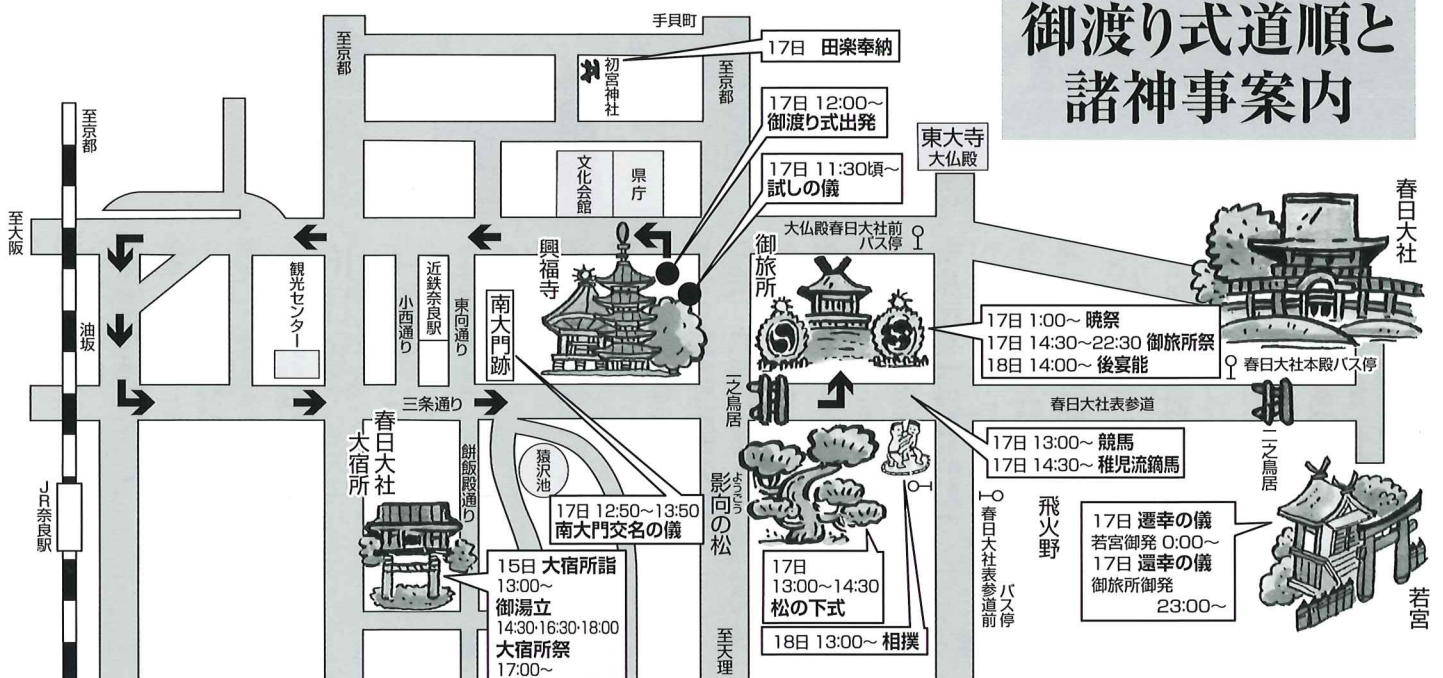 御渡り式道順と
諸神事案内
手貝町
至京都
初宮神社
至京都
17日 田楽奉納
17日 12:00～
御渡り式出発
17日 11:30頃～
試しの儀
東大寺
大仏殿
至京都
至大阪
文化会館
県庁
大仏殿春日大社前
バス停
春日大社
興福寺
御旅所
観光センター
小西通り
近鉄奈良駅
東向通り
南大門跡
油坂
17日 1:00～ 暁祭
17日 14:30～22:30 御旅所祭
18日 14:00～ 後宴能
春日大社本殿バス停
三条通り
一之鳥居
春日大社表参道
二之鳥居
春日大社
大宿所
餅飯殿通り
猿沢池
17日 13:00～ 競馬
17日 14:30～ 稚児流鏑馬
影向の松
ようごう
飛火野
春日大社表参道前
バス停
17日 12:50～13:50
南大門交名の儀
17日 遷幸の儀
若宮御発 0:00～
17日 還幸の儀
御旅所御発
23:00～
若宮
JR奈良駅
15日 大宿所詣
13:00～
御湯立
14:30・16:30・18:00
大宿所祭
17:00～
17日
13:00～14:30
松の下式
18日 13:00～ 相撲
至天理